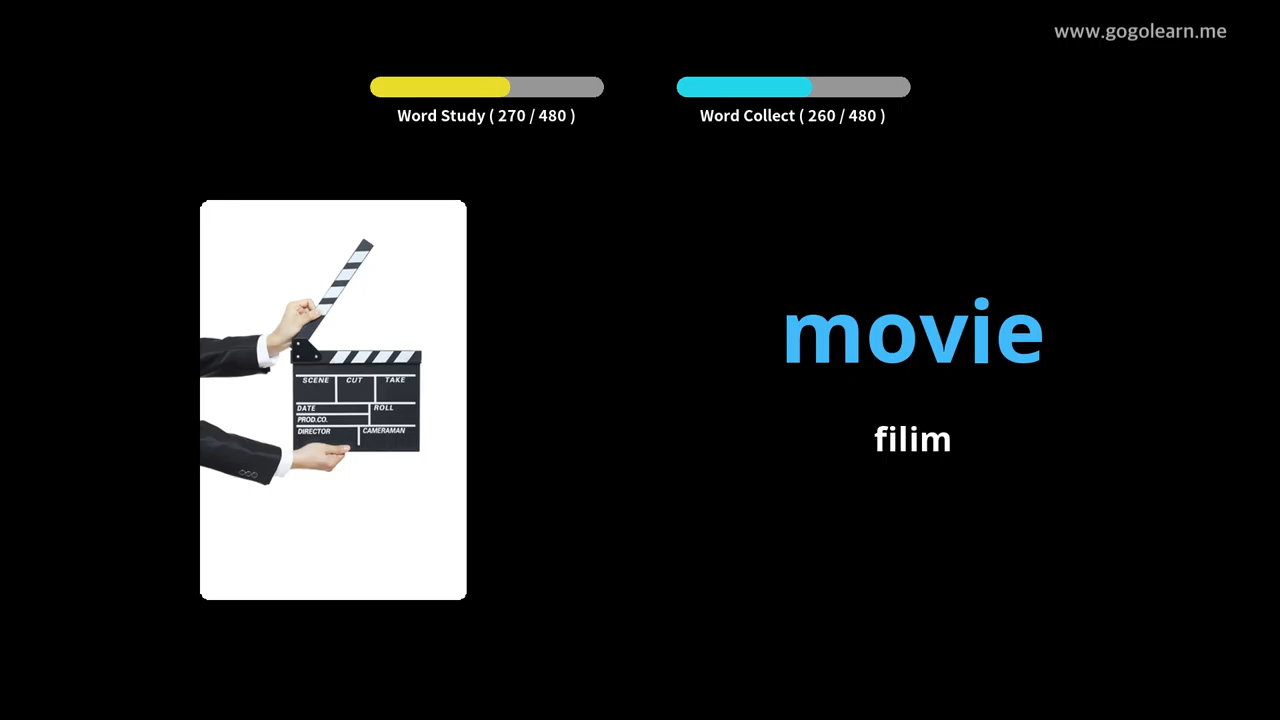 www.gogolearn.me
Word Study ( 270 / 480 )
Word Collect ( 260 / 480 )
movie
filim
SCENE CUT TAKE
DATE ROLL
PROD.CO.
DIRECTOR CAMERAMAN